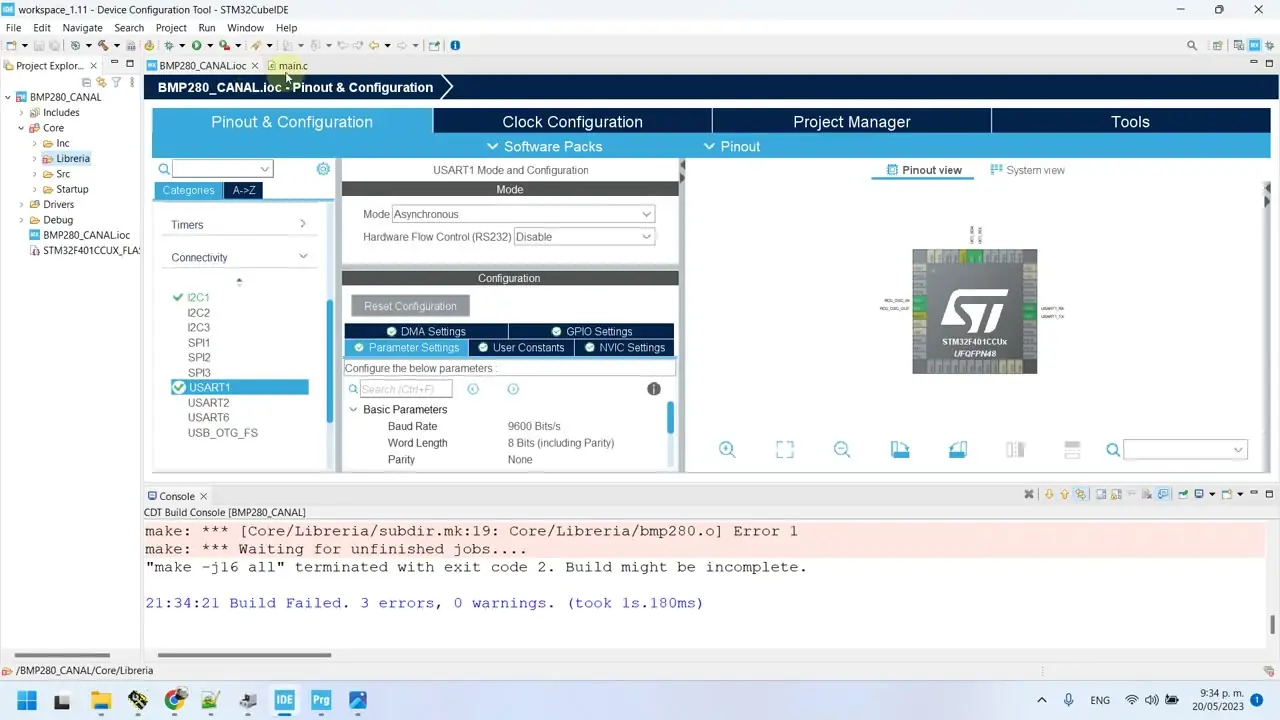 workspace_1.11 - Device Configuration Tool - STM32CubeIDE
File Edit Navigate Search Project Run Window Help
Project Explor...
BMP280_CANAL.ioc
main.c
BMP280_CANAL
Includes
Core
Inc
Libreria
Src
Startup
Drivers
Debug
BMP280_CANAL.ioc
STM32F401CCUX_FLAS
BMP280_CANAL.ioc - Pinout & Configuration
Pinout & Configuration
Clock Configuration
Project Manager
Tools
Software Packs
Pinout
Categories
A->Z
Timers
Connectivity
I2C1
I2C2
I2C3
SPI1
SPI2
SPI3
USART1
USART2
USART6
USB_OTG_FS
USART1 Mode and Configuration
Mode
Mode Asynchronous
Hardware Flow Control (RS232) Disable
Configuration
Reset Configuration
DMA Settings
GPIO Settings
Parameter Settings
User Constants
NVIC Settings
Configure the below parameters :
Search (Ctrl+F)
Basic Parameters
Baud Rate 9600 Bits/s
Word Length 8 Bits (including Parity)
Parity None
Pinout view
System view
USART1_RX
USART1_TX
STM32F401CCUx
UFQFPN48
Console
CDT Build Console [BMP280_CANAL]
make: *** [Core/Libreria/subdir.mk:19: Core/Libreria/bmp280.o] Error 1
make: *** Waiting for unfinished jobs....
"make -j16 all" terminated with exit code 2. Build might be incomplete.
21:34:21 Build Failed. 3 errors, 0 warnings. (took 1s.180ms)
/BMP280_CANAL/Core/Libreria
IDE
Prg
ENG
9:34 p. m.
20/05/2023
1